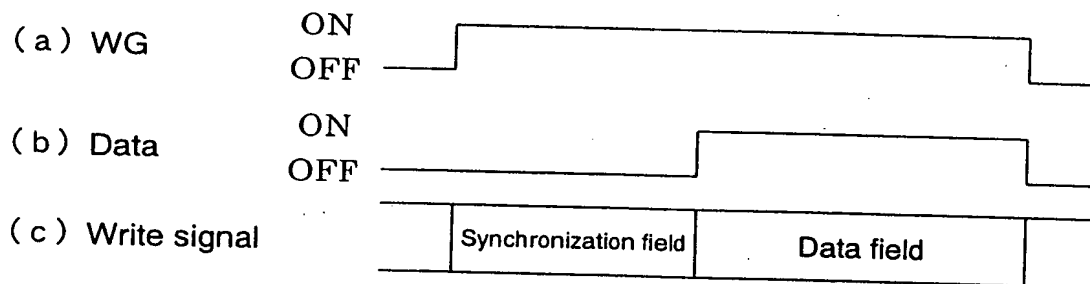 (a) WG ON
OFF
(b) Data ON
OFF
(c) Write signal Synchronization field Data field